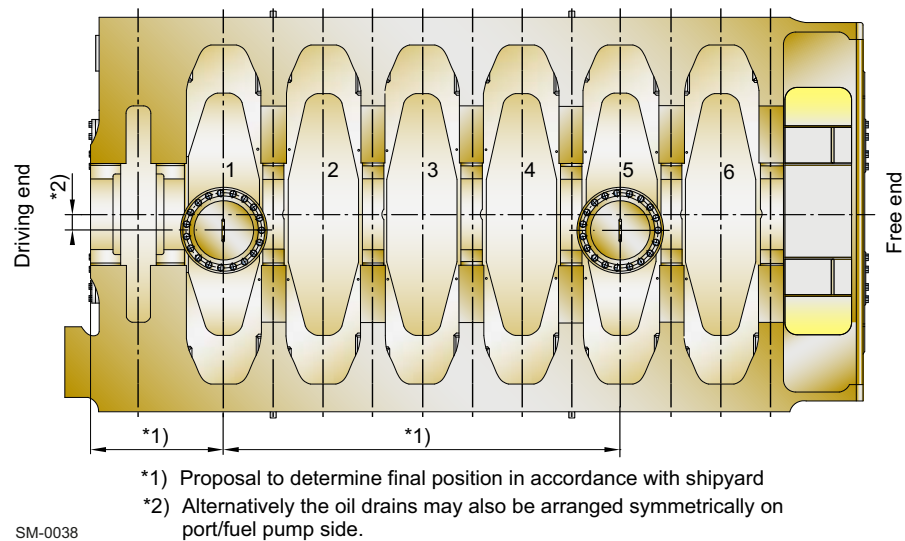 1 2 3 4 5 6
Driving end
*2)
Free end
*1) *1)
*1) Proposal to determine final position in accordance with shipyard
*2) Alternatively the oil drains may also be arranged symmetrically on
port/fuel pump side.
SM-0038